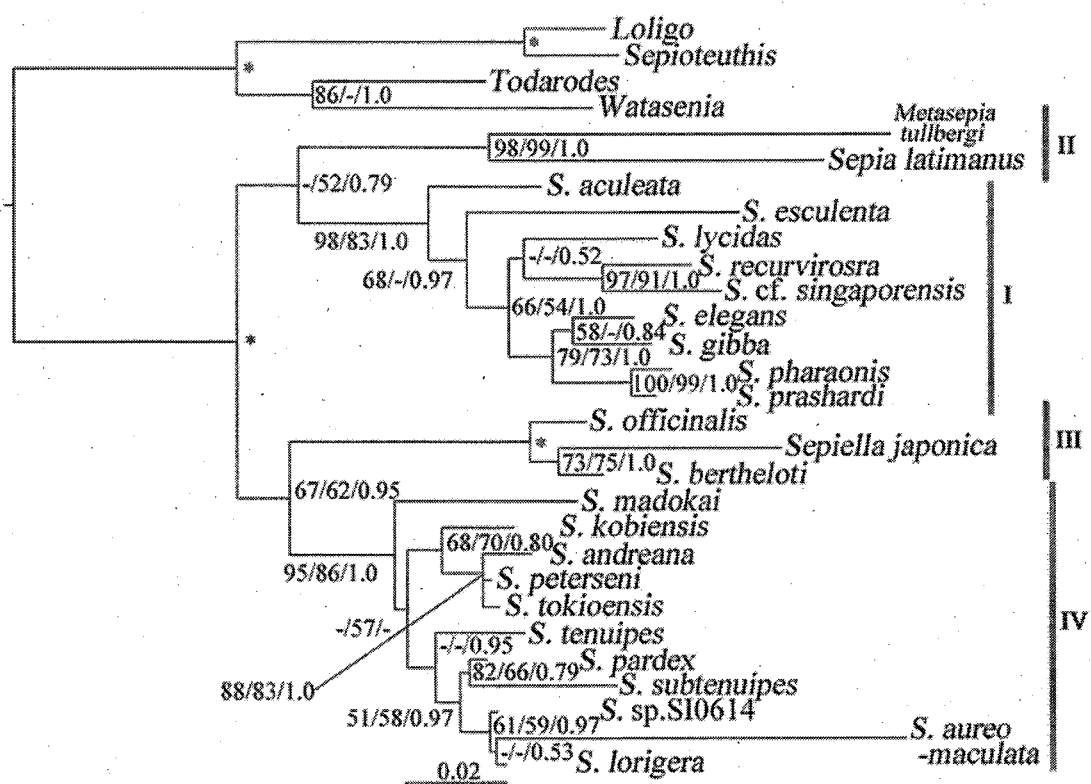 Loligo
*
Sepioteuthis
*
Todarodes
86/-/1.0
Watasenia
Metasepia
tullbergi
II
98/99/1.0
Sepia latimanus
-/52/0.79
S. aculeata
S. esculenta
98/83/1.0
S. lycidas
-/-/0.52
68/-/0.97
S. recurvirosra
97/91/1.0
S. cf. singaporensis
I
66/54/1.0
S. elegans
58/-/0.84
*
S. gibba
79/73/1.0
S. pharaonis
100/99/1.0
S. prashardi
S. officinalis
*
Sepiella japonica
III
73/75/1.0
S. bertheloti
67/62/0.95
S. madokai
S. kobiensis
68/70/0.80
S. andreana
95/86/1.0
S. peterseni
S. tokioensis
-/57/-
S. tenuipes
IV
-/-/0.95
S. pardex
82/66/0.79
S. subtenuipes
88/83/1.0
S. sp.SI0614
51/58/0.97
61/59/0.97
S. aureo
-maculata
-/-/0.53
S. lorigera
0.02